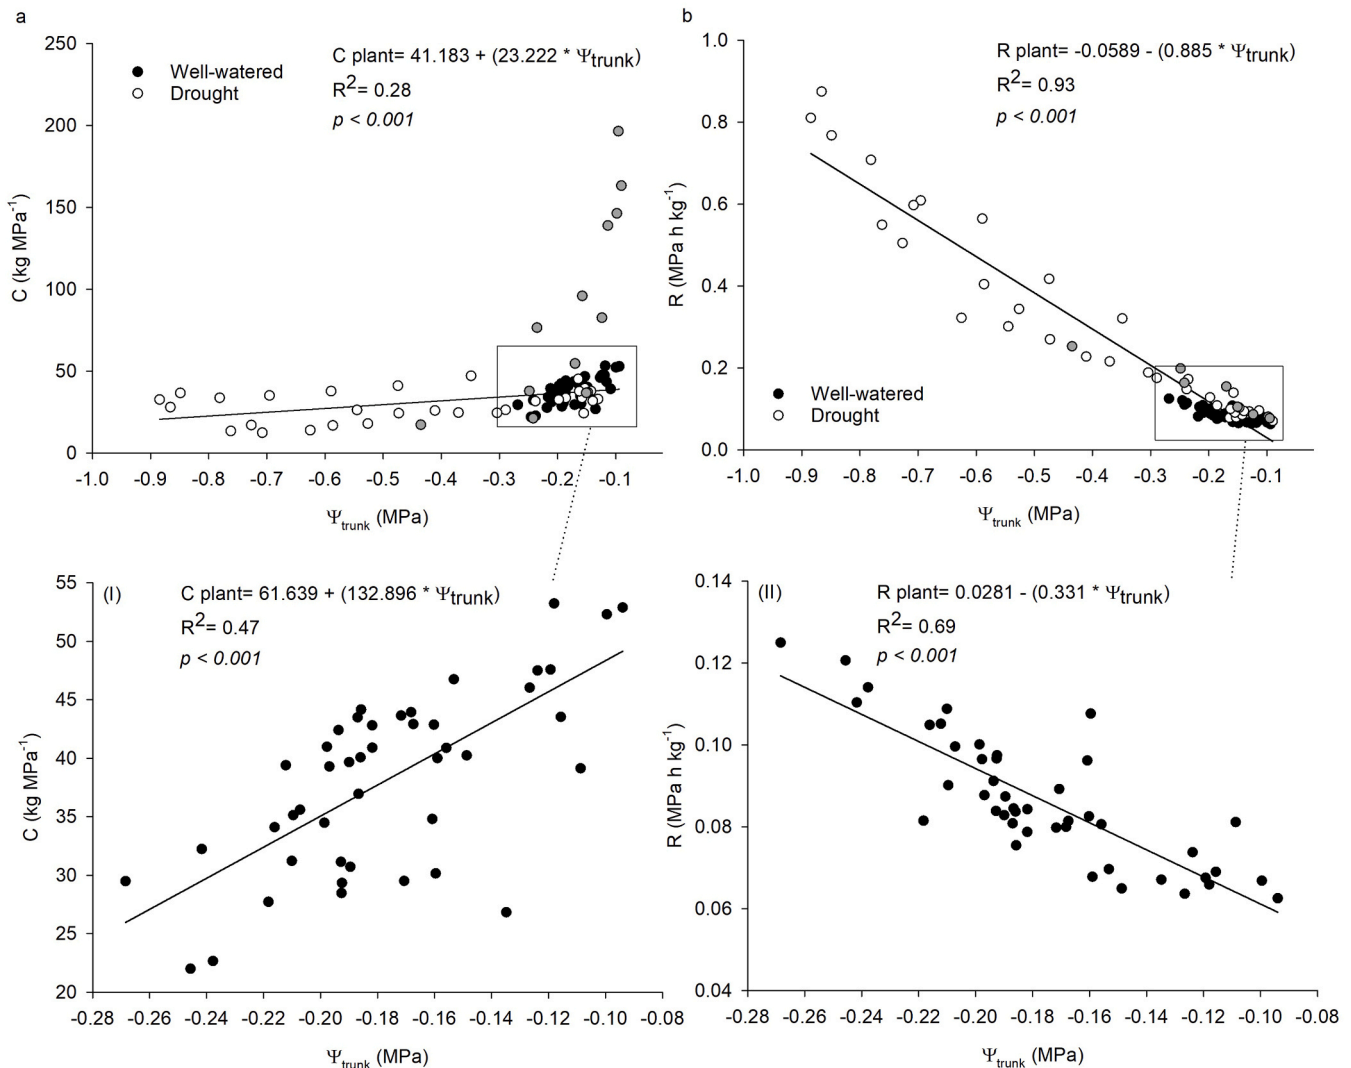 a
C plant= 41.183 + (23.222 * Ψtrunk)
R2= 0.28
p < 0.001
Well-watered
Drought
250
200
150
100
50
0
C (kg MPa-1)
-1.0 -0.9 -0.8 -0.7 -0.6 -0.5 -0.4 -0.3 -0.2 -0.1
Ψtrunk (MPa)
b
R plant= -0.0589 – (0.885 * Ψtrunk)
R2= 0.93
p < 0.001
Well-watered
Drought
1.0
0.8
0.6
0.4
0.2
0.0
R (MPa h kg-1)
-1.0 -0.9 -0.8 -0.7 -0.6 -0.5 -0.4 -0.3 -0.2 -0.1
Ψtrunk (MPa)
(I)
C plant= 61.639 + (132.896 * Ψtrunk)
R2= 0.47
p < 0.001
55
50
45
40
35
30
25
20
C (kg MPa-1)
-0.28 -0.26 -0.24 -0.22 -0.20 -0.18 -0.16 -0.14 -0.12 -0.10 -0.08
Ψtrunk (MPa)
(II)
R plant= 0.0281 - (0.331 * Ψtrunk)
R2= 0.69
p < 0.001
0.14
0.12
0.10
0.08
0.06
0.04
R (MPa h kg-1)
-0.28 -0.26 -0.24 -0.22 -0.20 -0.18 -0.16 -0.14 -0.12 -0.10 -0.08
Ψtrunk (MPa)